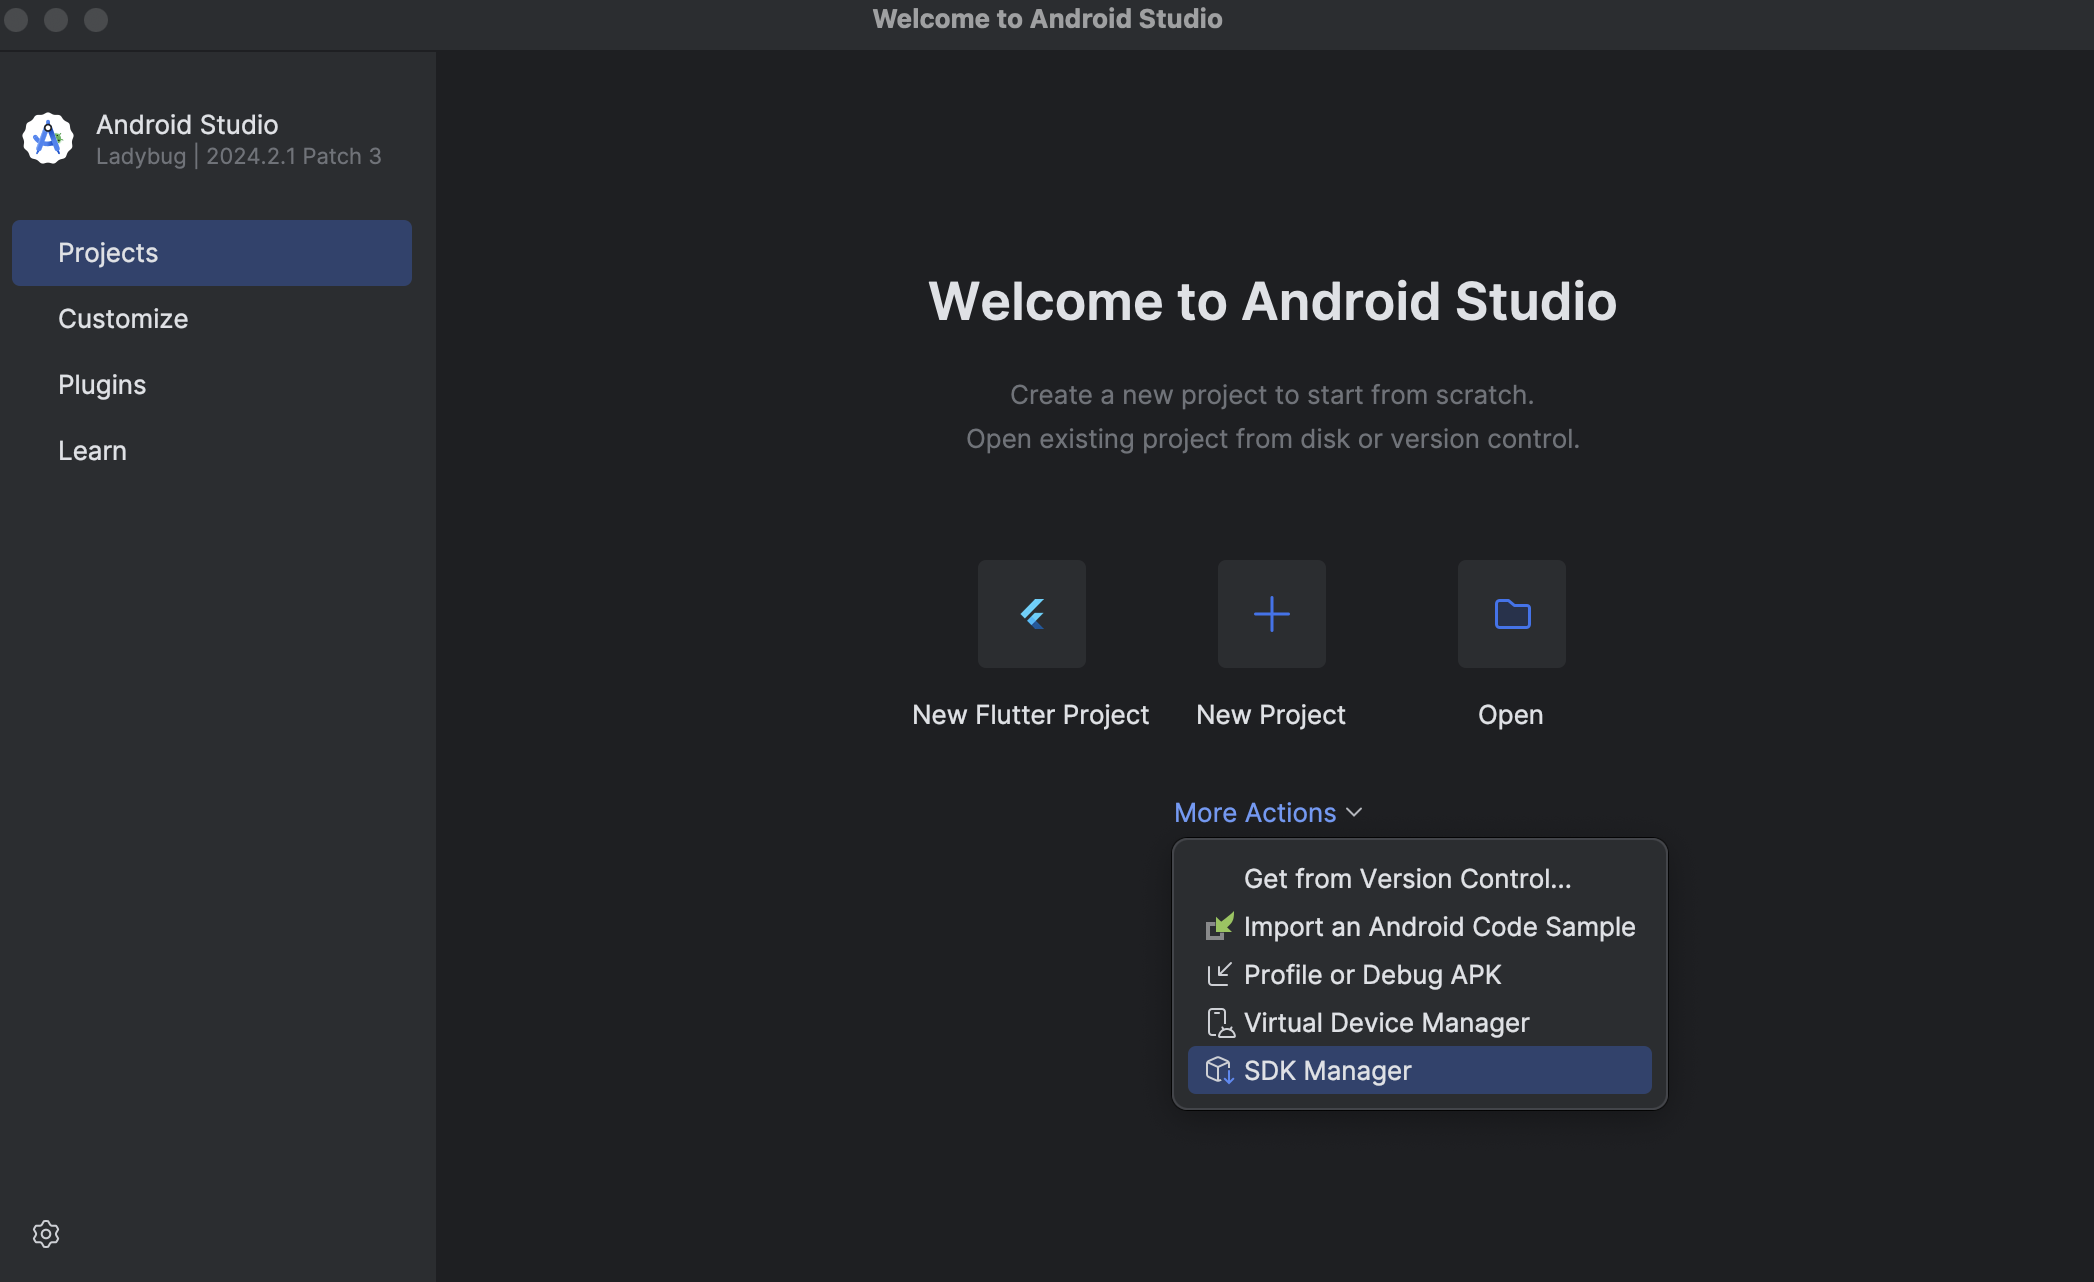 Welcome to Android Studio
Android Studio
Ladybug | 2024.2.1 Patch 3
Projects
Customize
Plugins
Learn
Welcome to Android Studio
Create a new project to start from scratch.
Open existing project from disk or version control.
New Flutter Project
New Project
Open
More Actions
Get from Version Control...
Import an Android Code Sample
Profile or Debug APK
Virtual Device Manager
SDK Manager